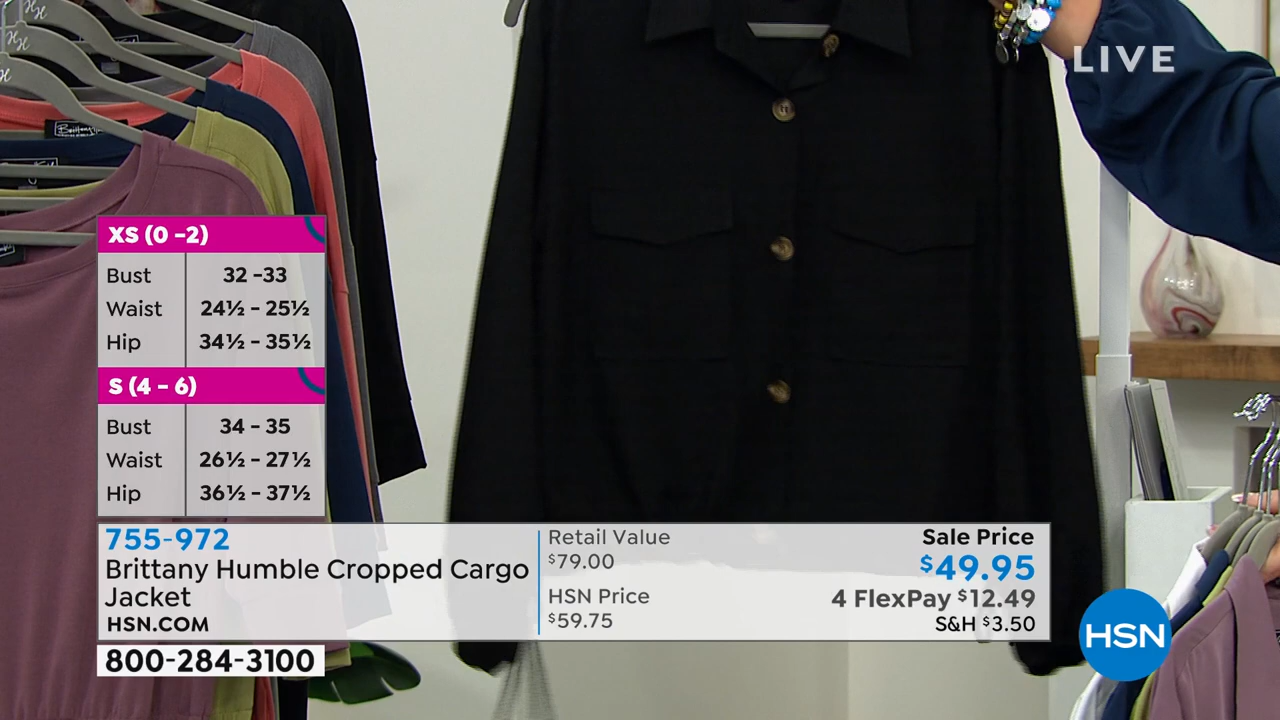 LIVE
XS (0 –2)
Bust 32 –33
Waist 24½ – 25½
Hip 34½ – 35½
S (4 – 6)
Bust 34 – 35
Waist 26½ – 27½
Hip 36½ – 37½
755-972
Brittany Humble Cropped Cargo
Jacket
HSN.COM
Retail Value
$79.00
HSN Price
$59.75
Sale Price
$49.95
4 FlexPay $12.49
S&H $3.50
800-284-3100
HSN